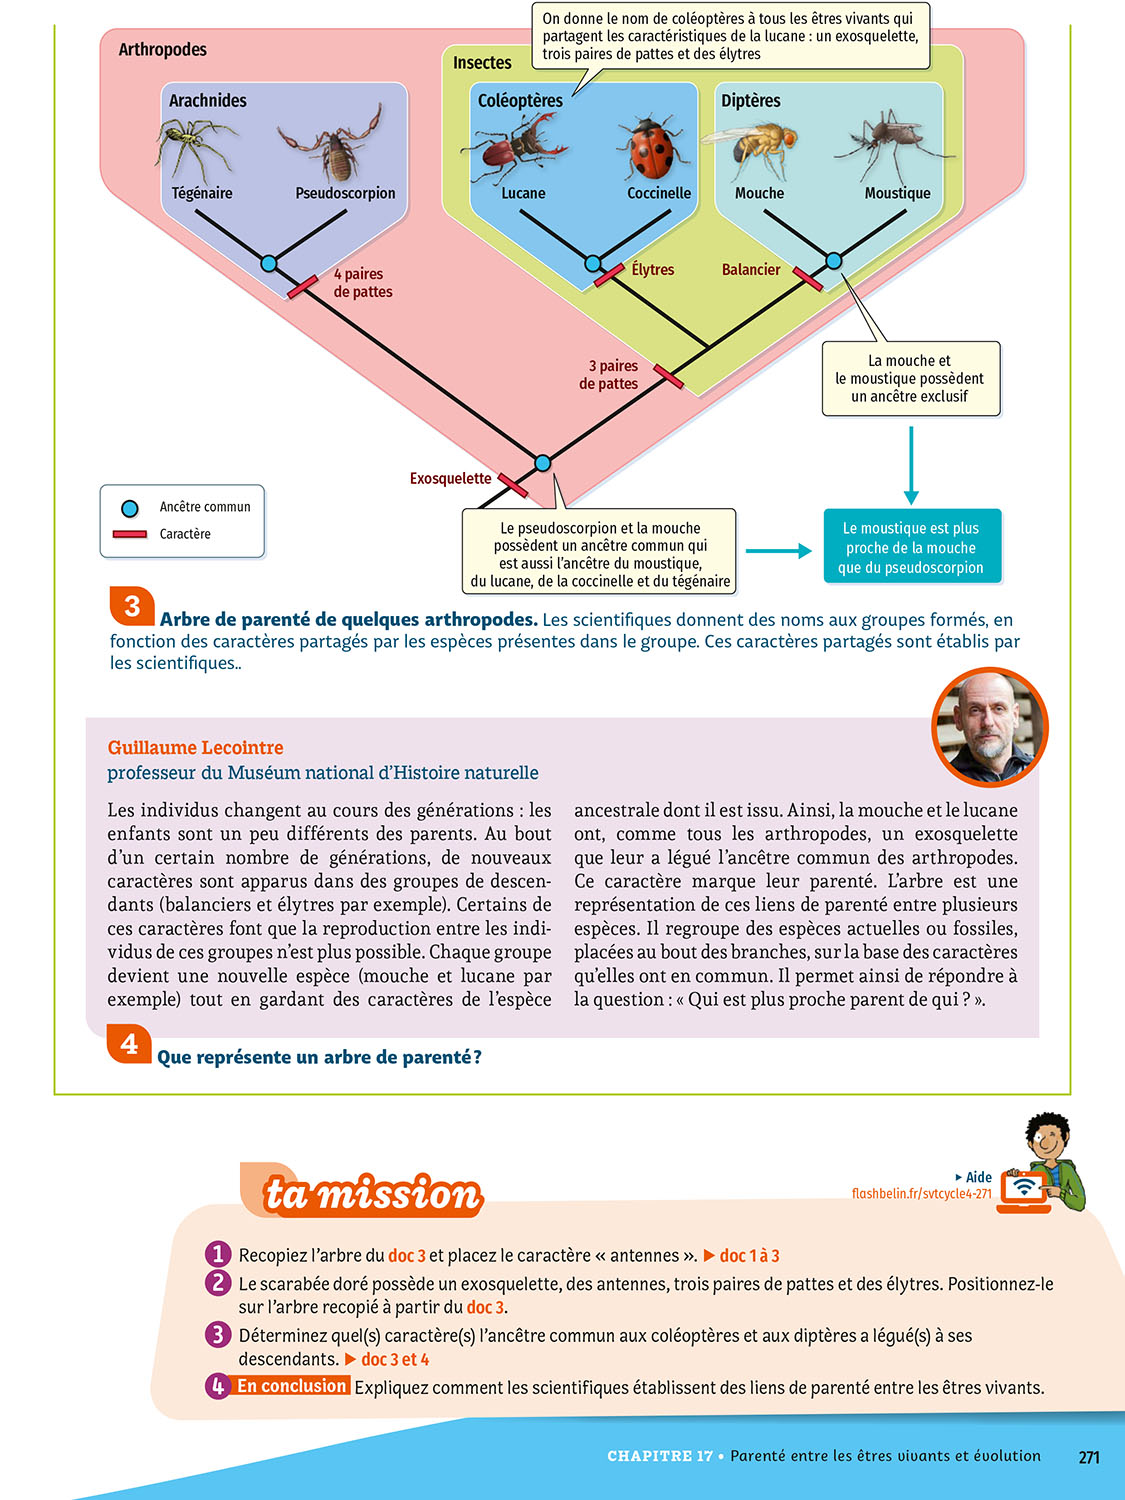 On donne le nom de coléoptères à tous les êtres vivants qui
partagent les caractéristiques de la lucane : un exosquelette,
trois paires de pattes et des élytres
Arthropodes
Insectes
Arachnides
Coléoptères
Diptères
Tégénaire
Pseudoscorpion
Lucane
Coccinelle
Mouche
Moustique
4 paires
de pattes
Élytres
Balancier
3 paires
de pattes
La mouche et
le moustique possèdent
un ancêtre exclusif
Exosquelette
Ancêtre commun
Caractère
Le pseudoscorpion et la mouche
possèdent un ancêtre commun qui
est aussi l'ancêtre du moustique,
du lucane, de la coccinelle et du tégénaire
Le moustique est plus
proche de la mouche
que du pseudoscorpion
3 Arbre de parenté de quelques arthropodes. Les scientifiques donnent des noms aux groupes formés, en
fonction des caractères partagés par les espèces présentes dans le groupe. Ces caractères partagés sont établis par
les scientifiques..
Guillaume Lecointre
professeur du Muséum national d'Histoire naturelle
Les individus changent au cours des générations : les
enfants sont un peu différents des parents. Au bout
d'un certain nombre de générations, de nouveaux
caractères sont apparus dans des groupes de descen-
dants (balanciers et élytres par exemple). Certains de
ces caractères font que la reproduction entre les indi-
vidus de ces groupes n'est plus possible. Chaque groupe
devient une nouvelle espèce (mouche et lucane par
exemple) tout en gardant des caractères de l'espèce
ancestrale dont il est issu. Ainsi, la mouche et le lucane
ont, comme tous les arthropodes, un exosquelette
que leur a légué l'ancêtre commun des arthropodes.
Ce caractère marque leur parenté. L'arbre est une
représentation de ces liens de parenté entre plusieurs
espèces. Il regroupe des espèces actuelles ou fossiles,
placées au bout des branches, sur la base des caractères
qu'elles ont en commun. Il permet ainsi de répondre à
la question : « Qui est plus proche parent de qui ? ».
4 Que représente un arbre de parenté ?
ta mission
▸ Aide
flashbelin.fr/svtcycle4-271
1 Recopiez l'arbre du doc 3 et placez le caractère « antennes ». ▶ doc 1 à 3
2 Le scarabée doré possède un exosquelette, des antennes, trois paires de pattes et des élytres. Positionnez-le
sur l'arbre recopié à partir du doc 3.
3 Déterminez quel(s) caractère(s) l'ancêtre commun aux coléoptères et aux diptères a légué(s) à ses
descendants. ▶ doc 3 et 4
4 En conclusion Expliquez comment les scientifiques établissent des liens de parenté entre les êtres vivants.
CHAPITRE 17 • Parenté entre les êtres vivants et évolution 271